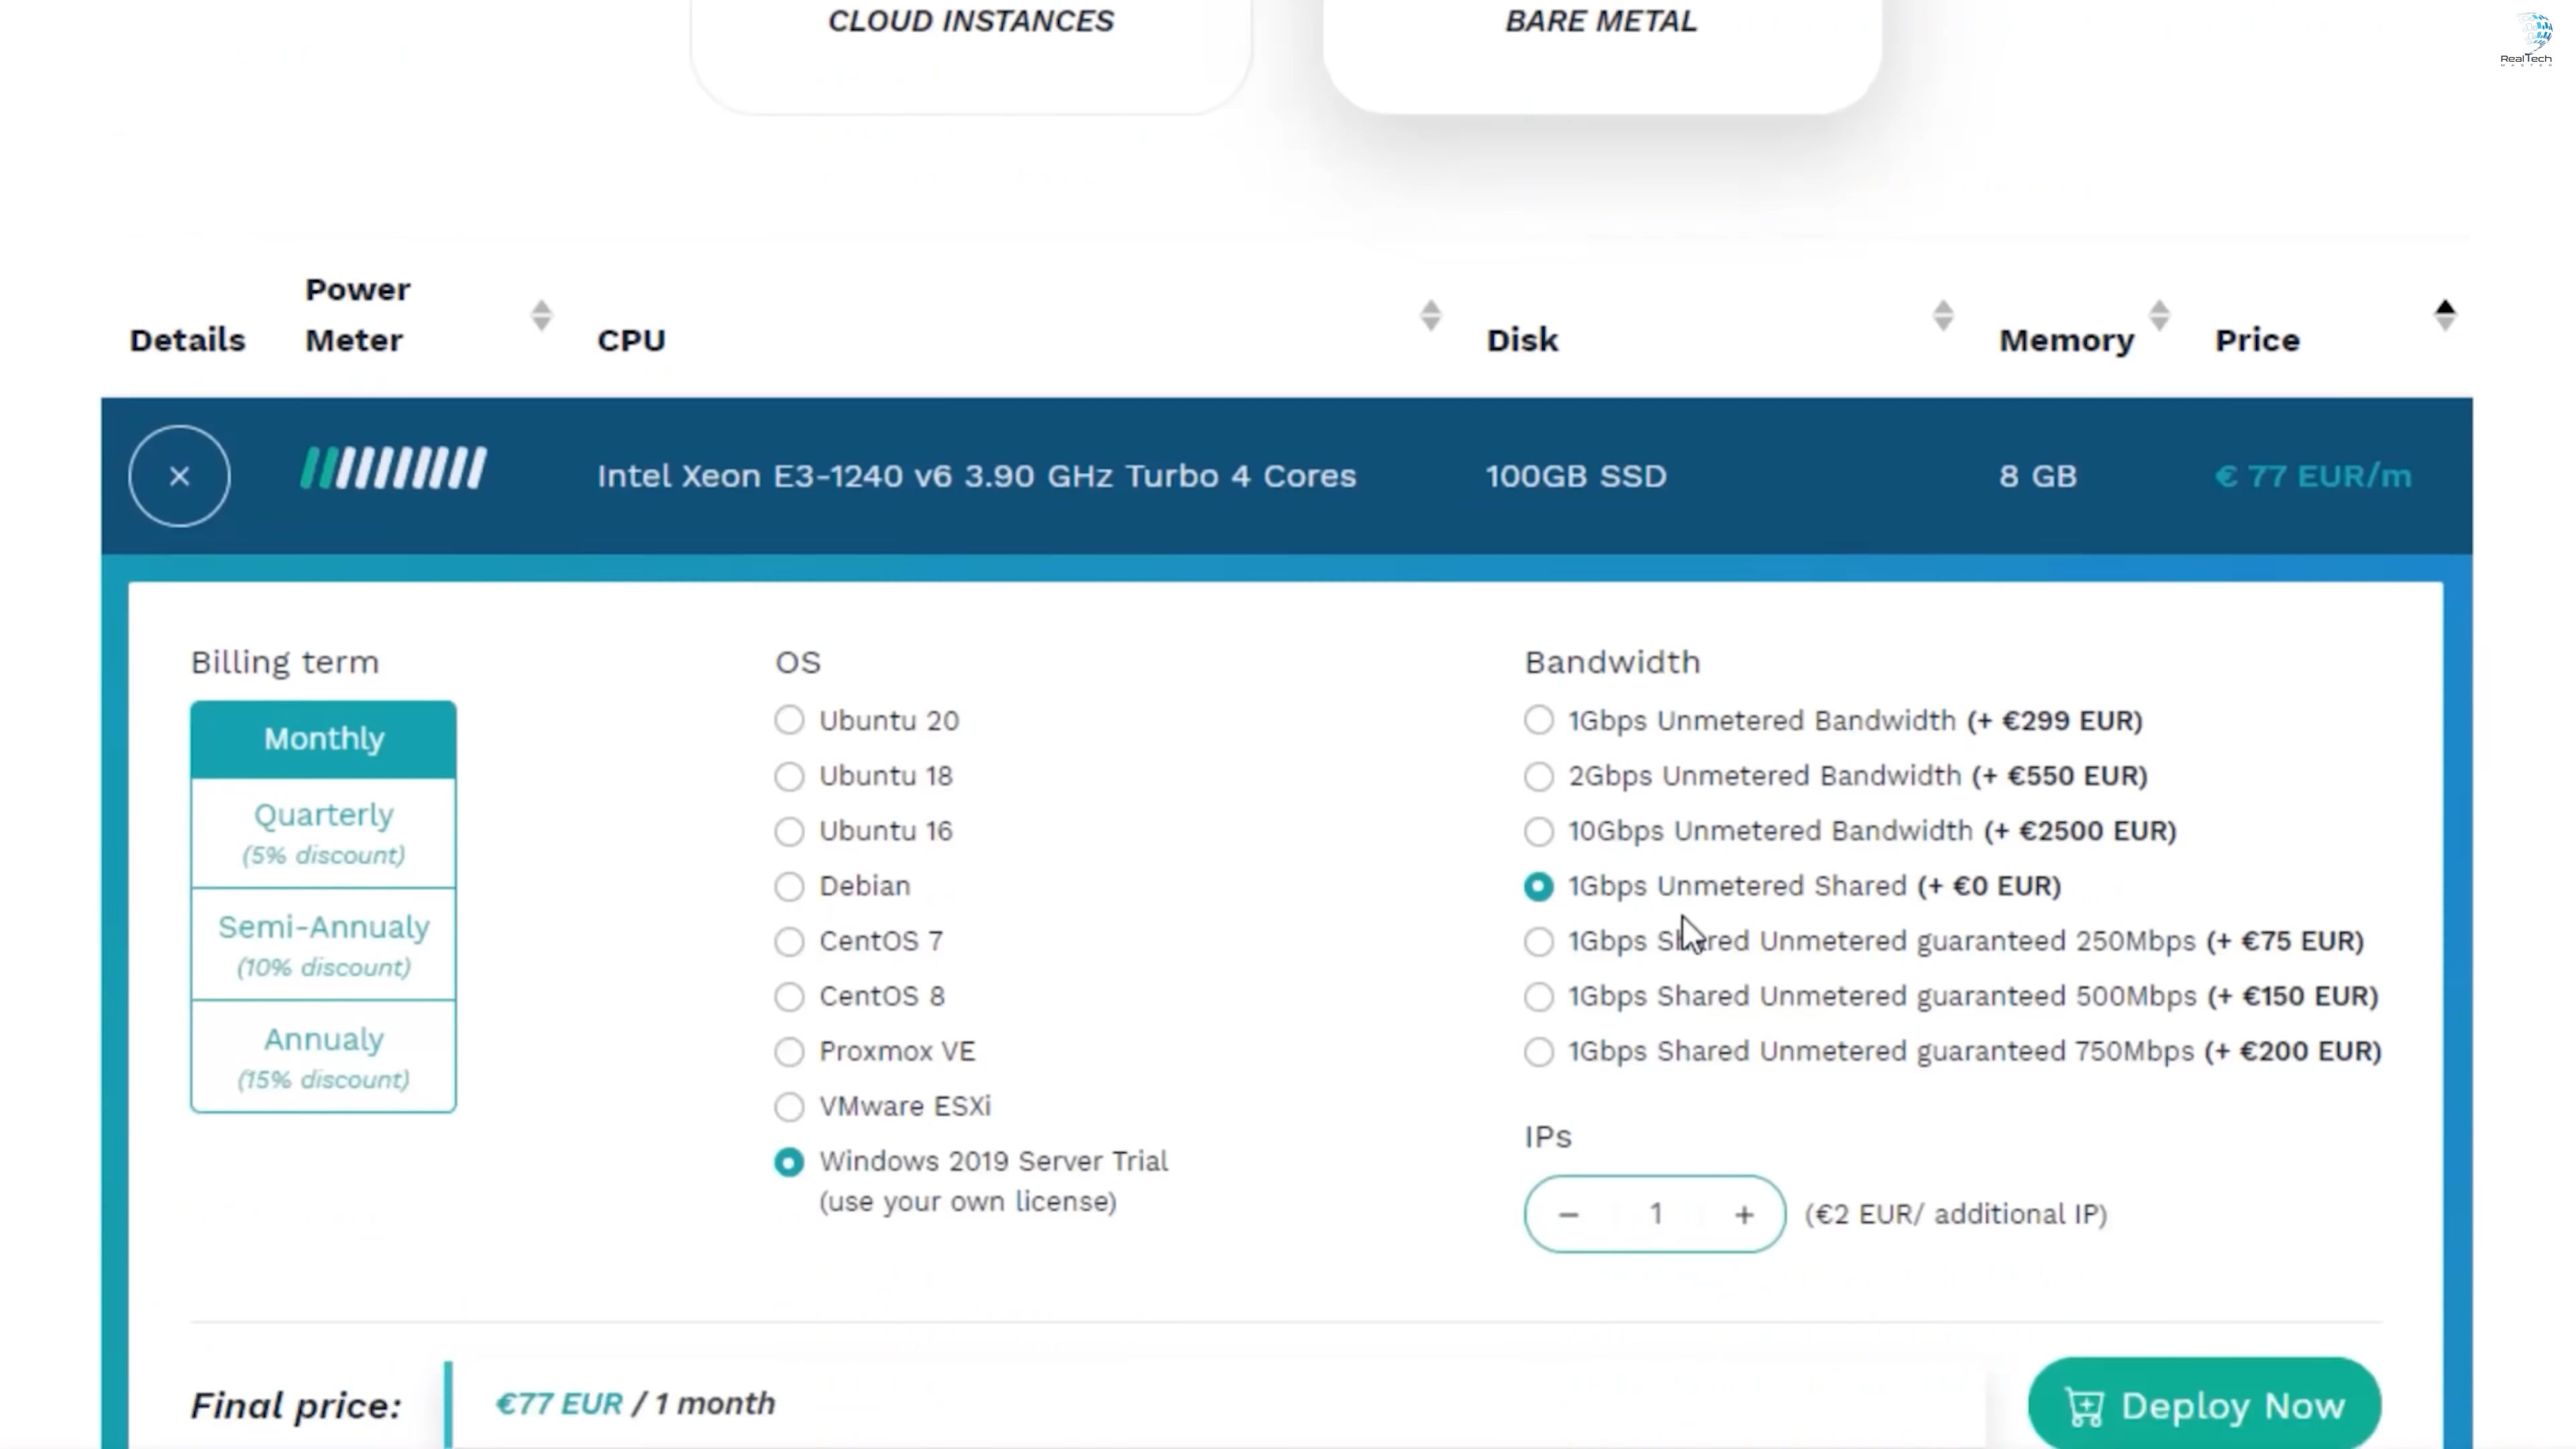 CLOUD INSTANCES
BARE METAL
RealTech
Details
Power
Meter
CPU
Disk
Memory
Price
Intel Xeon E3-1240 v6 3.90 GHz Turbo 4 Cores
100GB SSD
8 GB
€ 77 EUR/m
Billing term
Monthly
Quarterly
(5% discount)
Semi-Annualy
(10% discount)
Annualy
(15% discount)
OS
Ubuntu 20
Ubuntu 18
Ubuntu 16
Debian
CentOS 7
CentOS 8
Proxmox VE
VMware ESXi
Windows 2019 Server Trial
(use your own license)
Bandwidth
1Gbps Unmetered Bandwidth (+ €299 EUR)
2Gbps Unmetered Bandwidth (+ €550 EUR)
10Gbps Unmetered Bandwidth (+ €2500 EUR)
1Gbps Unmetered Shared (+ €0 EUR)
1Gbps Shared Unmetered guaranteed 250Mbps (+ €75 EUR)
1Gbps Shared Unmetered guaranteed 500Mbps (+ €150 EUR)
1Gbps Shared Unmetered guaranteed 750Mbps (+ €200 EUR)
IPs
− 1 + (€2 EUR/ additional IP)
Final price:
€77 EUR / 1 month
Deploy Now